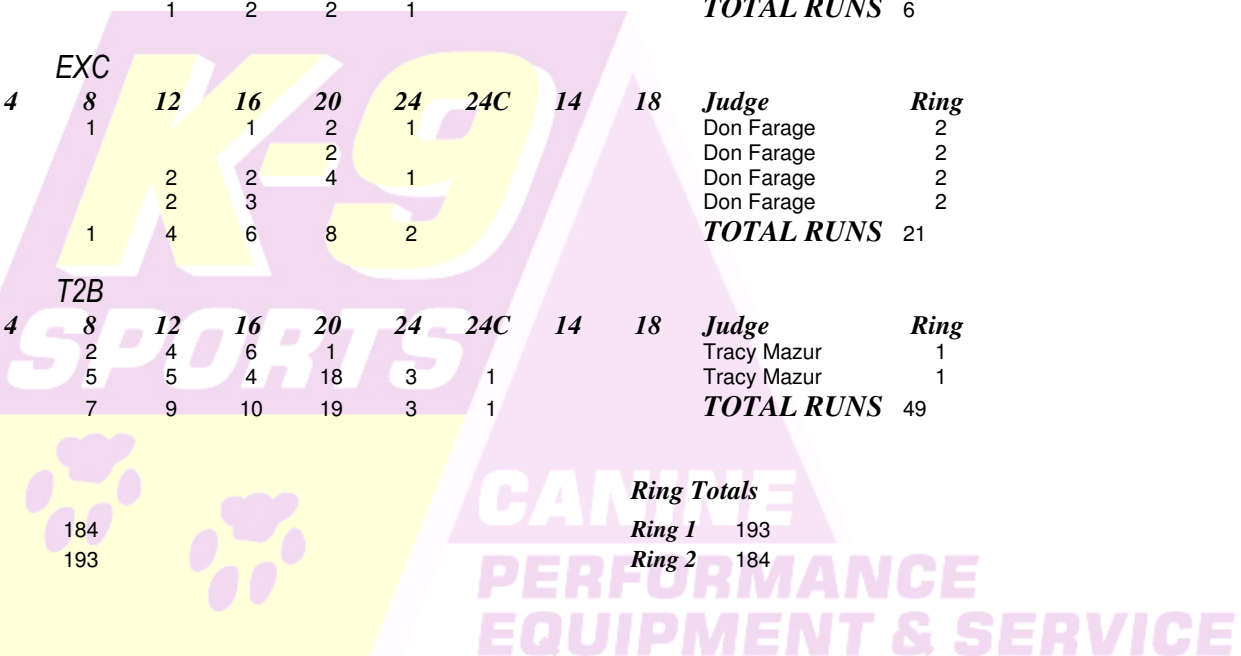 1 2 2 1 TOTAL RUNS 6
EXC
4 8 12 16 20 24 24C 14 18 Judge Ring
1 1 2 1 Don Farage 2
2 Don Farage 2
2 2 4 1 Don Farage 2
2 3 Don Farage 2
1 4 6 8 2 TOTAL RUNS 21
K-9
T2B
4 8 12 16 20 24 24C 14 18 Judge Ring
2 4 6 1 Tracy Mazur 1
5 5 4 18 3 1 Tracy Mazur 1
SPORTS
7 9 10 19 3 1 TOTAL RUNS 49
Ring Totals
CANINE
184 Ring 1 193
193 Ring 2 184
PERFORMANCE
EQUIPMENT & SERVICE